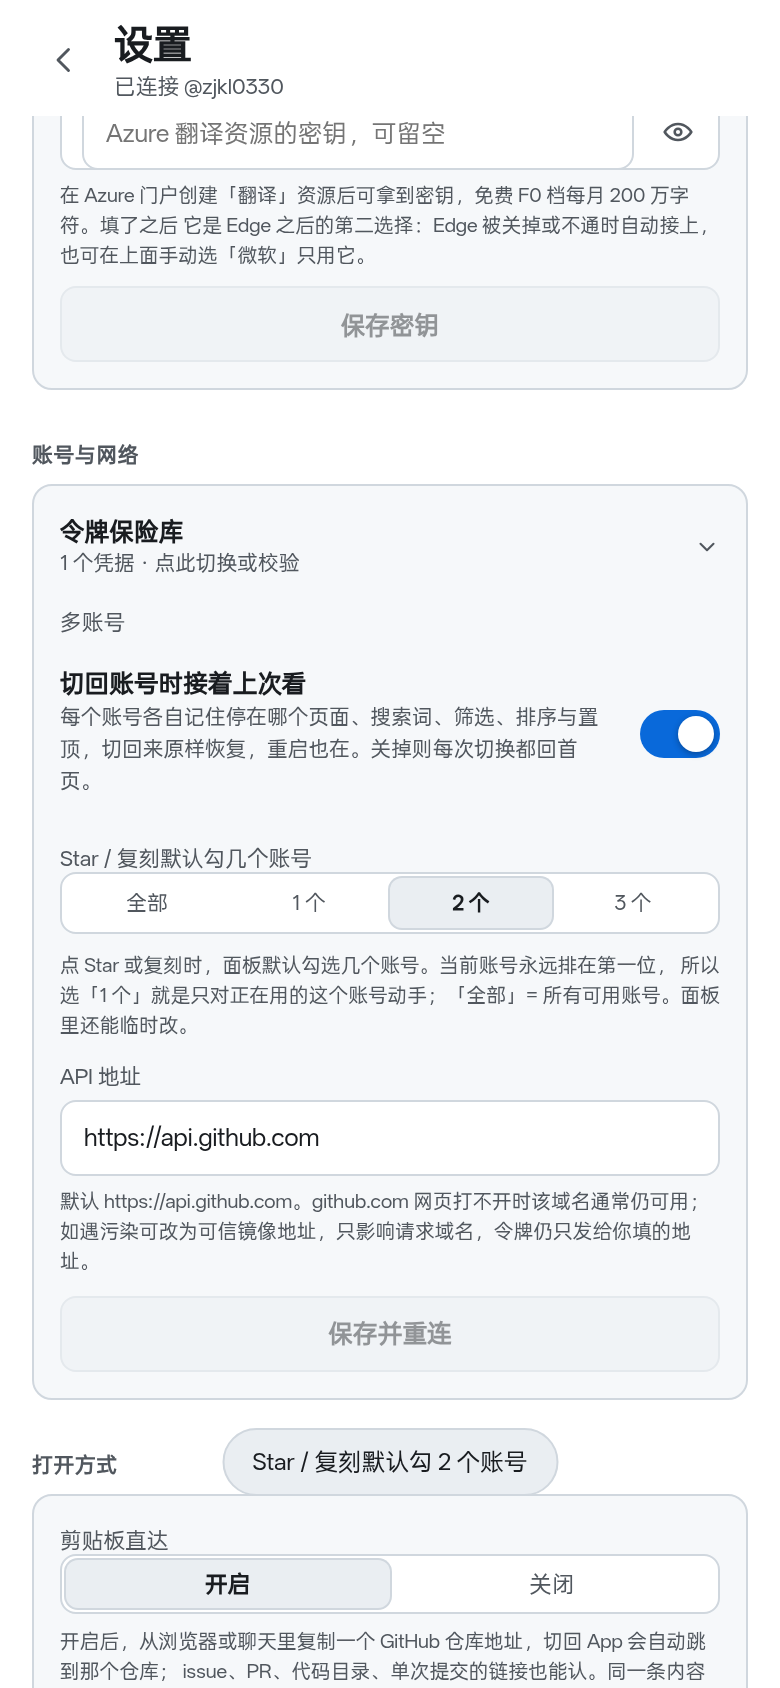 设置
已连接 @zjkl0330
Azure 翻译资源的密钥，可留空
在 Azure 门户创建「翻译」资源后可拿到密钥，免费 F0 档每月 200 万字
符。填了之后 它是 Edge 之后的第二选择：Edge 被关掉或不通时自动接上，
也可在上面手动选「微软」只用它。
保存密钥
账号与网络
令牌保险库
1 个凭据 · 点此切换或校验
多账号
切回账号时接着上次看
每个账号各自记住停在哪个页面、搜索词、筛选、排序与置
顶，切回来原样恢复，重启也在。关掉则每次切换都回首
页。
Star / 复刻默认勾几个账号
全部 1 个 2 个 3 个
点 Star 或复刻时，面板默认勾选几个账号。当前账号永远排在第一位， 所以
选「1 个」就是只对正在用的这个账号动手；「全部」= 所有可用账号。面板
里还能临时改。
API 地址
https://api.github.com
默认 https://api.github.com。github.com 网页打不开时该域名通常仍可用；
如遇污染可改为可信镜像地址，只影响请求域名，令牌仍只发给你填的地
址。
保存并重连
打开方式
Star / 复刻默认勾 2 个账号
剪贴板直达
开启 关闭
开启后，从浏览器或聊天里复制一个 GitHub 仓库地址，切回 App 会自动跳
到那个仓库； issue、PR、代码目录、单次提交的链接也能认。同一条内容